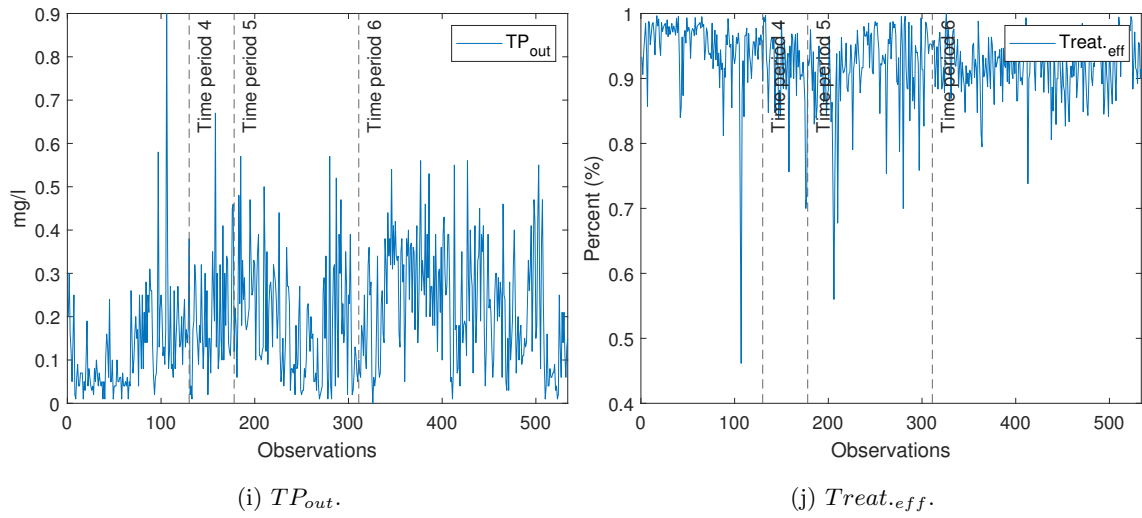 0.9
0.8
0.7
0.6
0.5
0.4
0.3
0.2
0.1
0
mg/l
0
100
200
300
400
500
Observations
Time period 4
Time period 5
Time period 6
TP_out
(i) TP_out.
1
0.9
0.8
0.7
0.6
0.5
0.4
Percent (%)
0
100
200
300
400
500
Observations
Time period 4
Time period 5
Time period 6
Treat._eff
(j) Treat._eff.